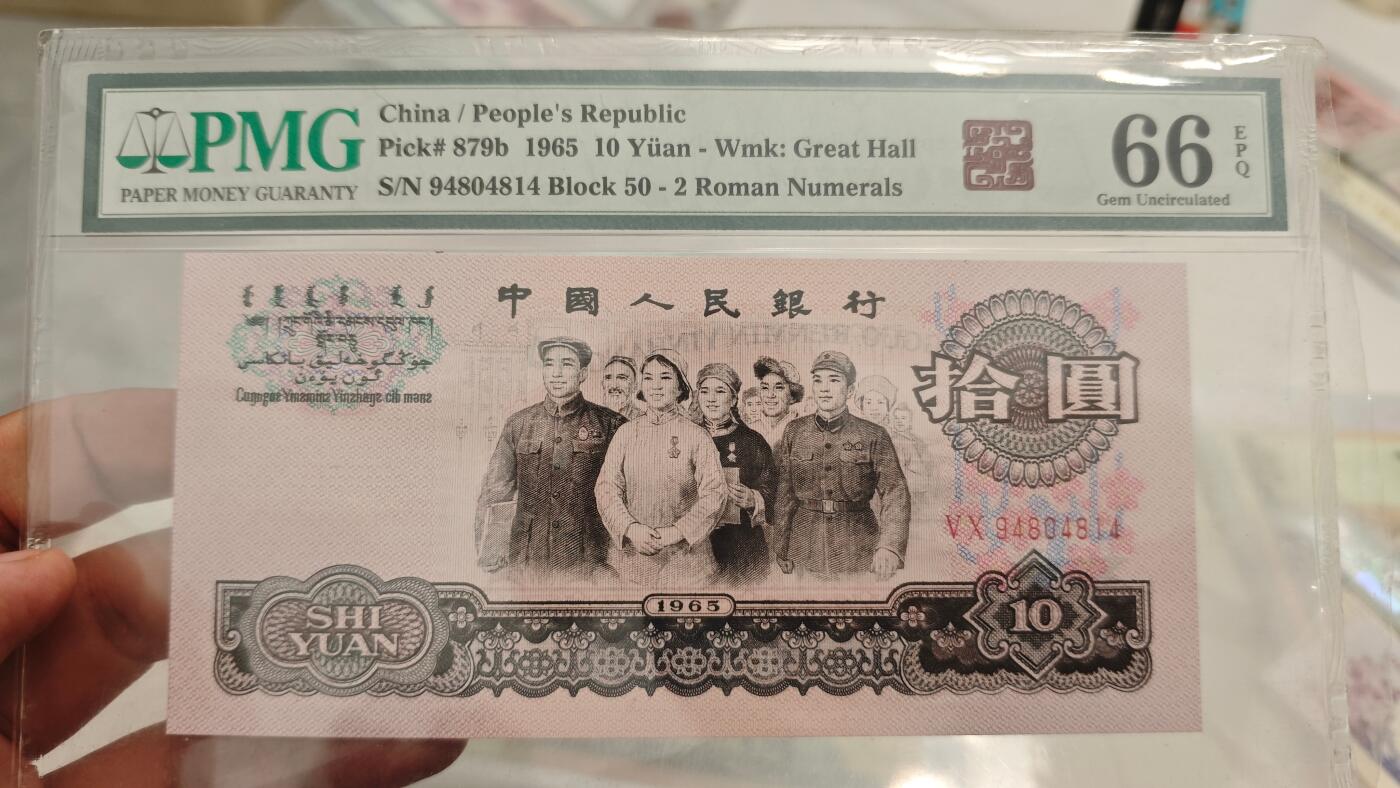 PMG
PAPER MONEY GUARANTY
China / People's Republic
Pick# 879b 1965 10 Yüan - Wmk: Great Hall
S/N 94804814 Block 50 - 2 Roman Numerals
66
EPQ
Gem Uncirculated
中國人民銀行
拾圓
VX 94804814
SHI
YUAN
1965
10